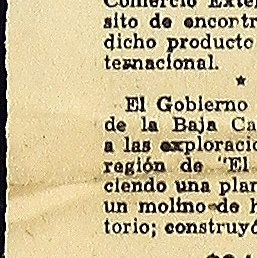 Comercio Exte
sito de encontr
dicho producto
ternacional.
*
El Gobierno
de la Baja Ca
a las exploracio
región de "El
ciendo una plan
un molino de h
torio; construyó